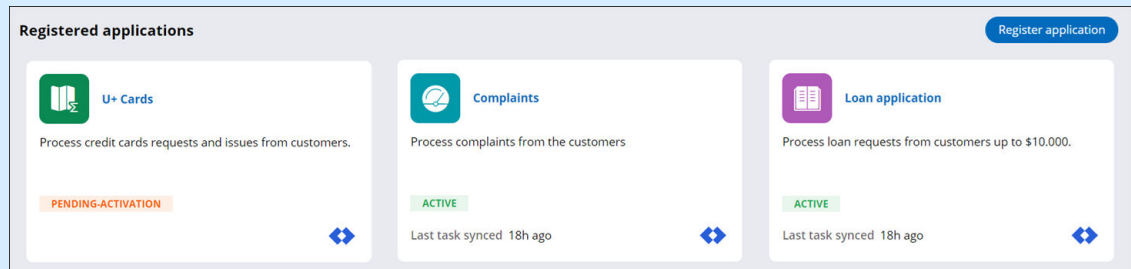 Registered applications
Register application
U+ Cards
Process credit cards requests and issues from customers.
PENDING-ACTIVATION
Complaints
Process complaints from the customers
ACTIVE
Last task synced 18h ago
Loan application
Process loan requests from customers up to $10.000.
ACTIVE
Last task synced 18h ago